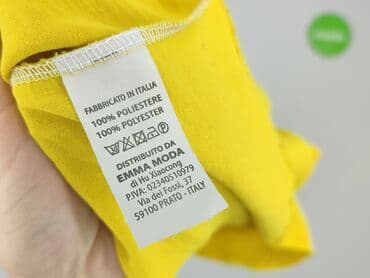 FABBRICATO IN ITALIA
100% POLIESTERE
100% POLYESTER
DISTRIBUITO DA
EMMA MODA
di Hu Xiaocong
P.IVA: 02340510979
Via dei Fossi, 37
59100 PRATO - ITALY